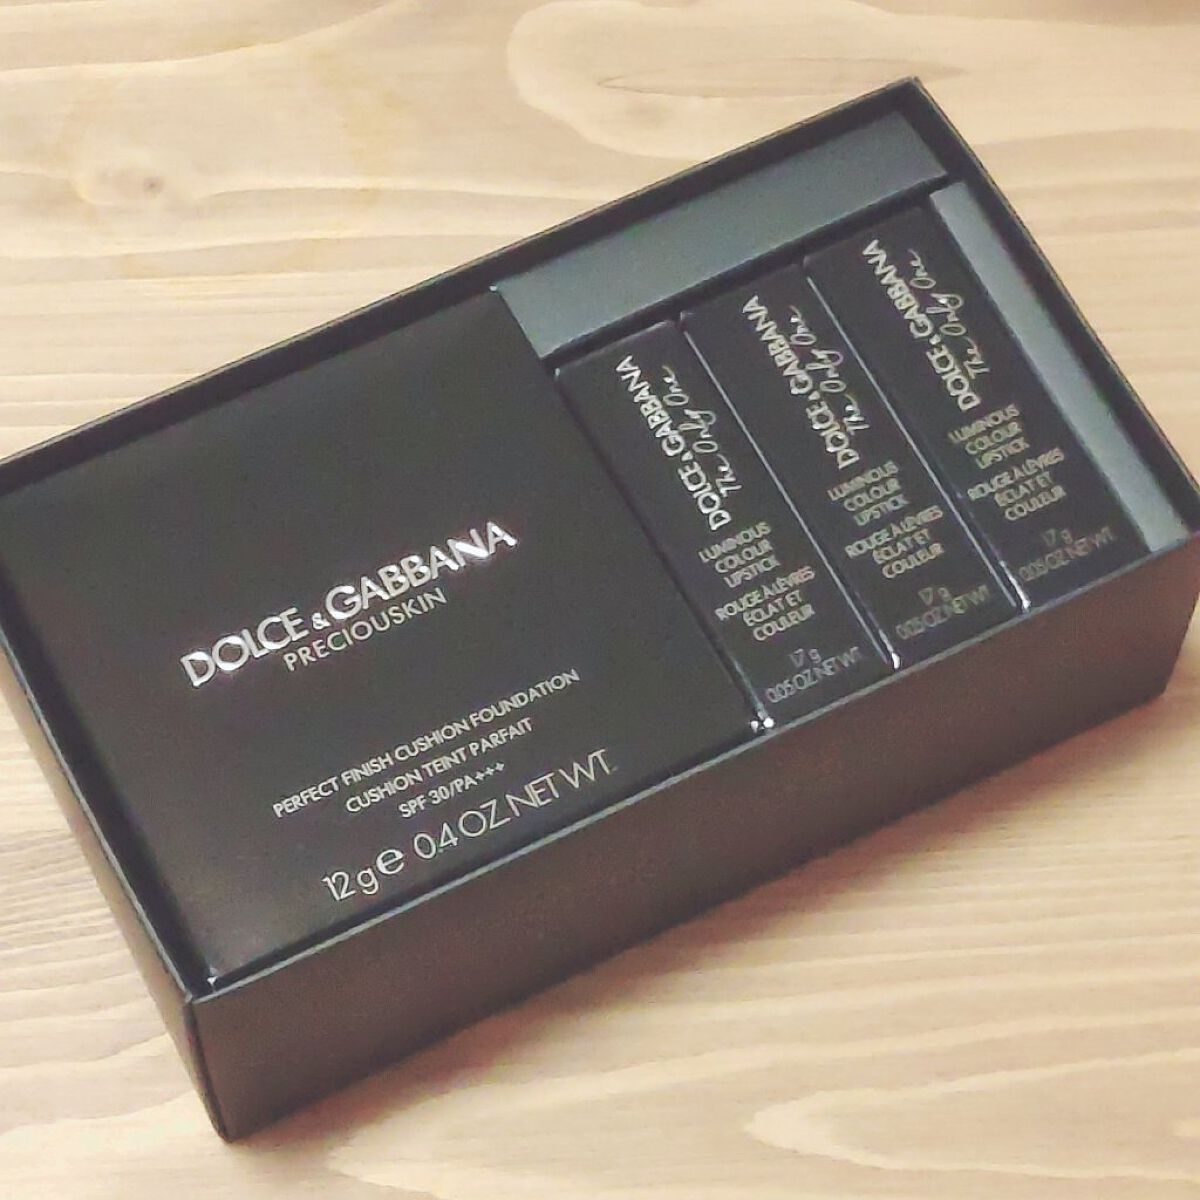 DOLCE & GABBANA
PRECIOUSKIN
PERFECT FINISH CUSHION FOUNDATION
CUSHION TEINT PARFAIT
SPF 30/PA+++
12 g e 0.4 OZ. NET WT.
DOLCE & GABBANA
The Only One
LUMINOUS
COLOUR
LIPSTICK
ROUGE À LÈVRES
ÉCLAT ET
COULEUR
1.7 g
0.05 OZ NET WT
DOLCE & GABBANA
The Only One
LUMINOUS
COLOUR
LIPSTICK
ROUGE À LÈVRES
ÉCLAT ET
COULEUR
1.7 g
0.05 OZ NET WT
DOLCE & GABBANA
The Only One
LUMINOUS
COLOUR
LIPSTICK
ROUGE À LÈVRES
ÉCLAT ET
COULEUR
1.7 g
0.05 OZ NET WT